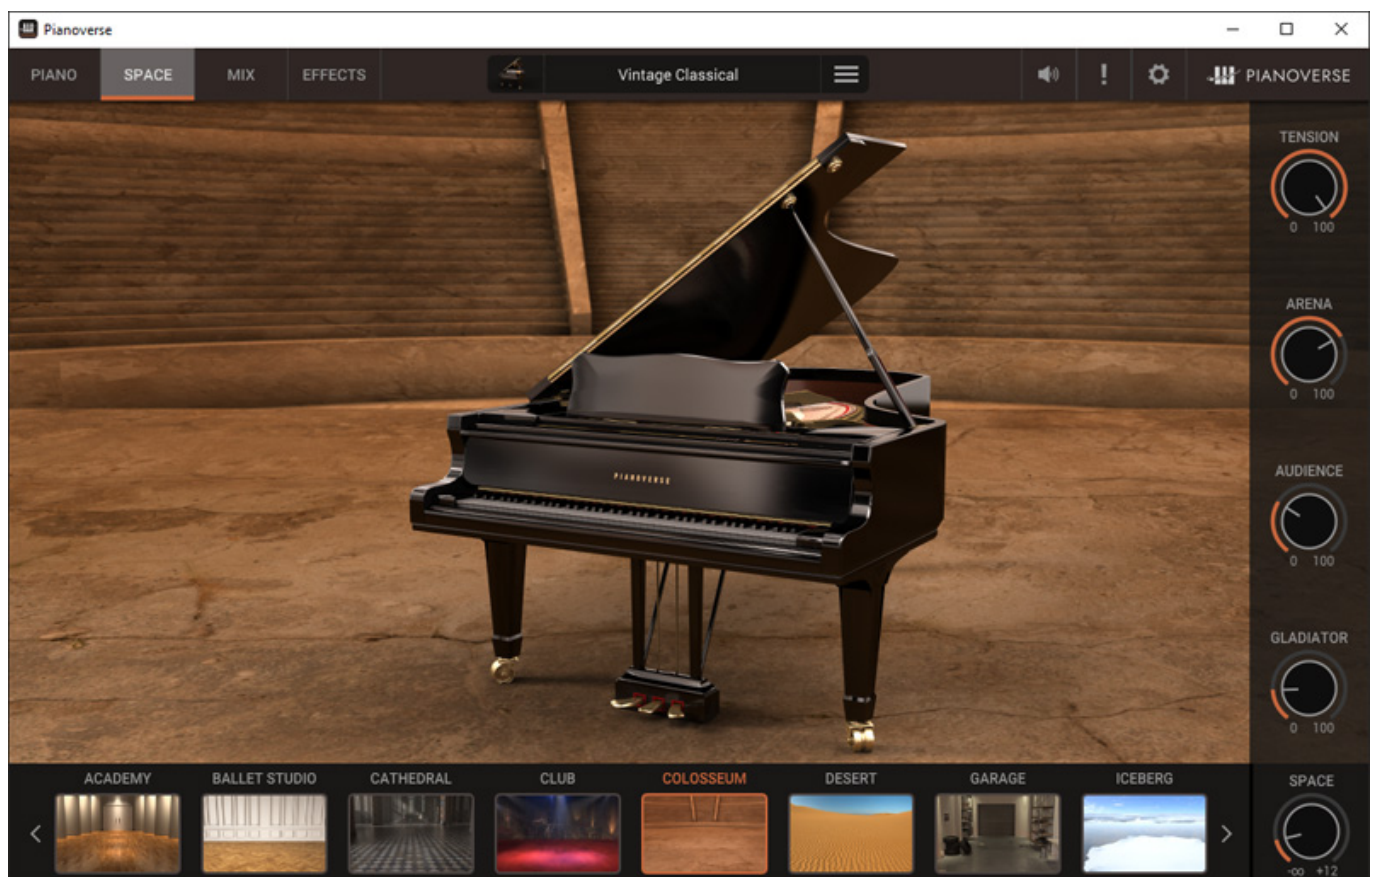 Pianoverse
PIANO SPACE MIX EFFECTS Vintage Classical ! PIANOVERSE
TENSION
0 100
ARENA
0 100
AUDIENCE
0 100
GLADIATOR
0 100
PIANOVERSE
ACADEMY BALLET STUDIO CATHEDRAL CLUB COLOSSEUM DESERT GARAGE ICEBERG
SPACE
-∞ +12